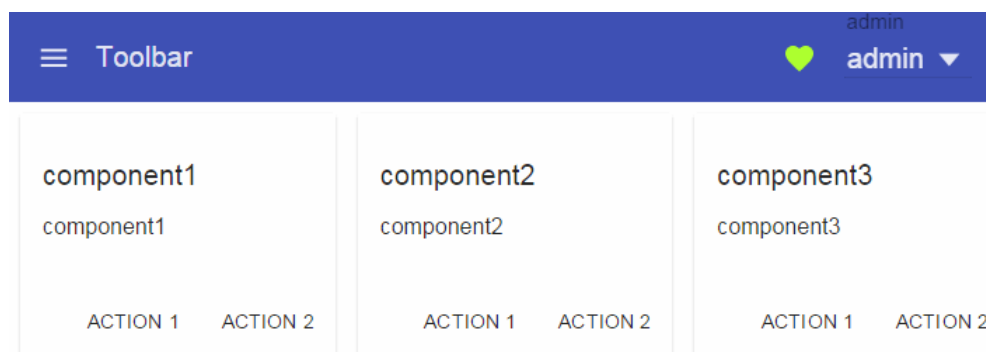 admin
Toolbar admin
component1 component2 component3
component1 component2 component3
ACTION 1 ACTION 2 ACTION 1 ACTION 2 ACTION 1 ACTION 2